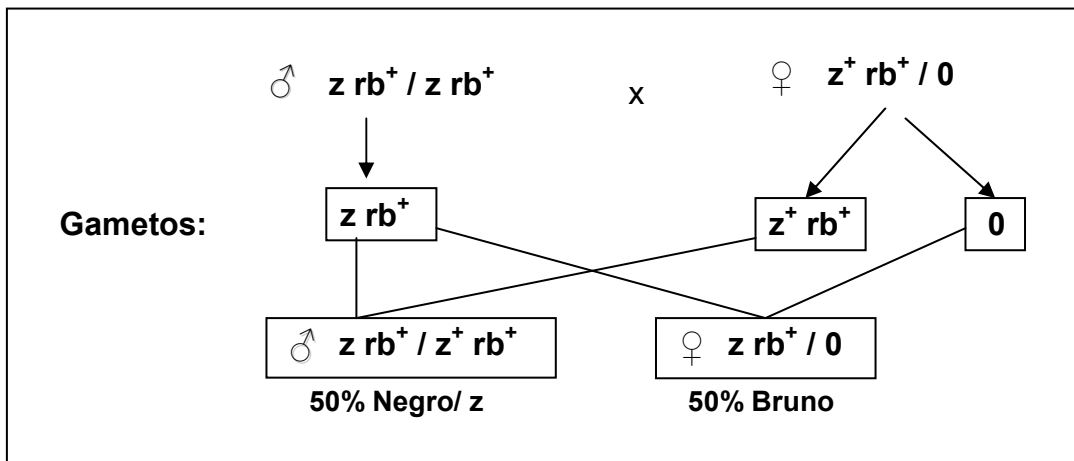 ♂ z rb⁺ / z rb⁺ x ♀ z⁺ rb⁺ / 0
Gametos: z rb⁺ z⁺ rb⁺ 0
♂ z rb⁺ / z⁺ rb⁺ ♀ z rb⁺ / 0
50% Negro/ z 50% Bruno